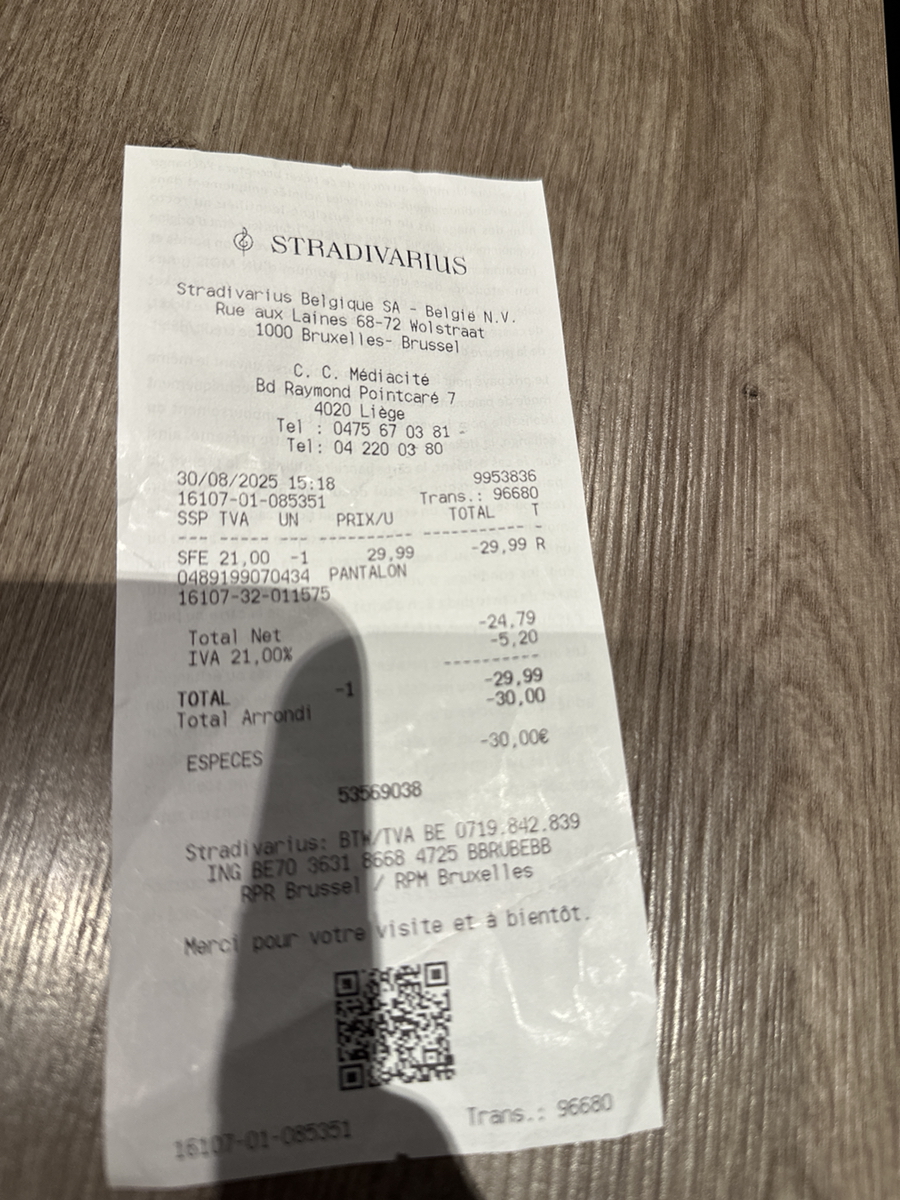 STRADIVARIUS
Stradivarius Belgique SA - België N.V.
Rue aux Laines 68-72 Wolstraat
1000 Bruxelles- Brussel
C. C. Médiacité
Bd Raymond Pointcaré 7
4020 Liège
Tel : 0475 67 03 81 -
Tel: 04 220 03 80
30/08/2025 15:18 9953836
16107-01-085351 Trans.: 96680
SSP TVA UN PRIX/U TOTAL T
--- ----- --- --------- ---------- -
SFE 21,00 -1 29,99 -29,99 R
0489199070434 PANTALON
16107-32-011575
Total Net -24,79
IVA 21,00% -5,20
----------
TOTAL -1 -29,99
Total Arrondi -30,00
ESPECES -30,00€
53569038
Stradivarius: BTW/TVA BE 0719.842.839
ING BE70 3631 8668 4725 BBRUBEBB
RPR Brussel / RPM Bruxelles
Merci pour votre visite et à bientôt.
16107-01-085351 Trans.: 96680